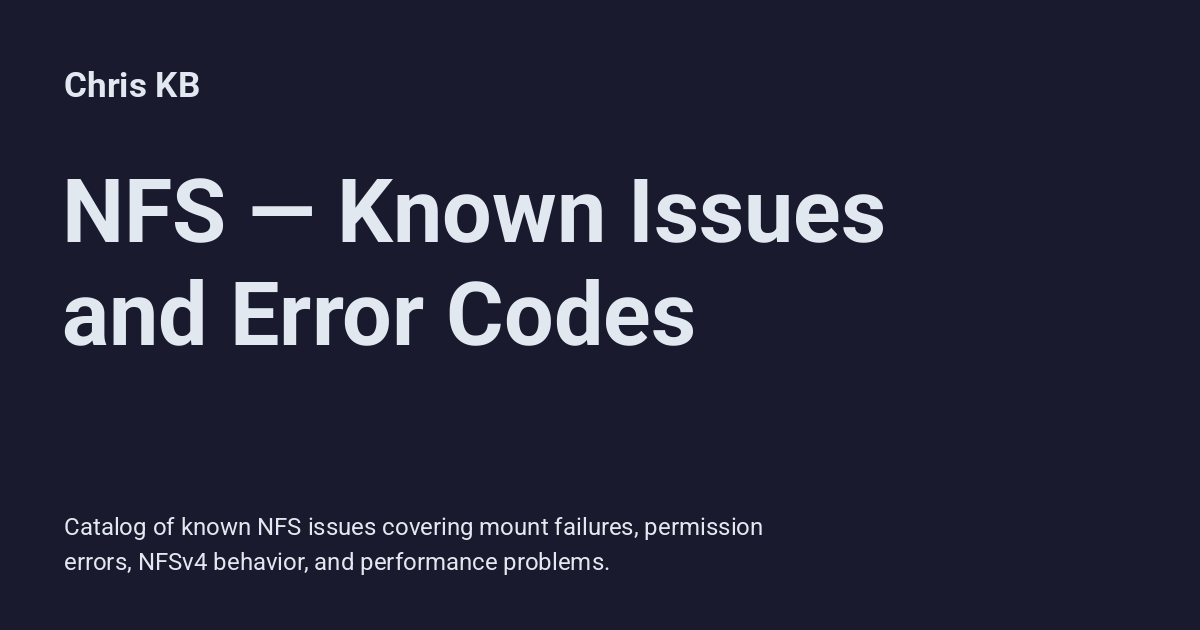 Chris KB
NFS — Known Issues
and Error Codes
Catalog of known NFS issues covering mount failures, permission
errors, NFSv4 behavior, and performance problems.